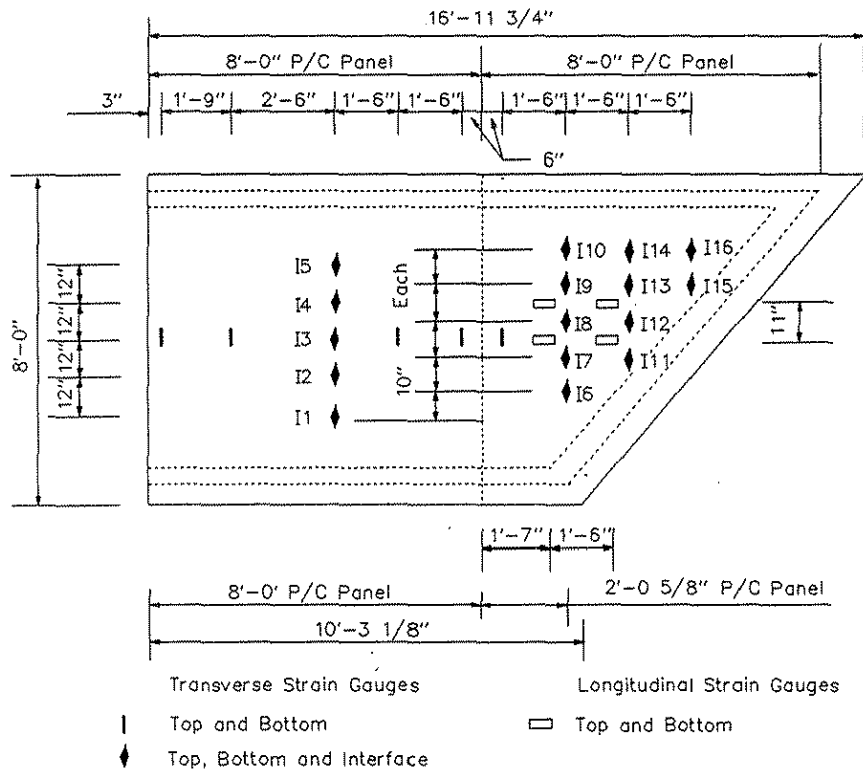 16'-11 3/4"
8'-0" P/C Panel 8'-0" P/C Panel
3" 1'-9" 2'-6" 1'-6" 1'-6" 1'-6" 1'-6" 1'-6"
6"
I10 I14 I16
I5 12" Each I9 I13 I15
I4 12" I8 I12 11"
8'-0" I3 12" I7 I11
I2 12" 10" I6
I1
1'-7" 1'-6"
8'-0' P/C Panel 2'-0 5/8" P/C Panel
10'-3 1/8"
Transverse Strain Gauges Longitudinal Strain Gauges
Top and Bottom Top and Bottom
Top, Bottom and Interface